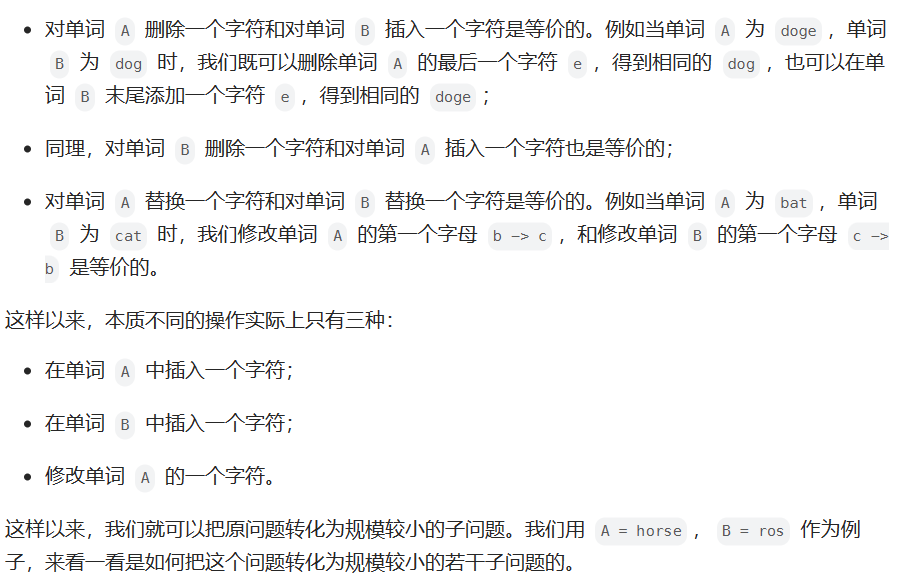 • 对单词 A 删除一个字符和对单词 B 插入一个字符是等价的。例如当单词 A 为 doge，单词
B 为 dog 时，我们既可以删除单词 A 的最后一个字符 e，得到相同的 dog，也可以在单
词 B 末尾添加一个字符 e，得到相同的 doge；
• 同理，对单词 B 删除一个字符和对单词 A 插入一个字符也是等价的；
• 对单词 A 替换一个字符和对单词 B 替换一个字符是等价的。例如当单词 A 为 bat，单词
B 为 cat 时，我们修改单词 A 的第一个字母 b -> c，和修改单词 B 的第一个字母 c ->
b 是等价的。
这样以来，本质不同的操作实际上只有三种：
• 在单词 A 中插入一个字符；
• 在单词 B 中插入一个字符；
• 修改单词 A 的一个字符。
这样以来，我们就可以把原问题转化为规模较小的子问题。我们用 A = horse，B = ros 作为例
子，来看一看是如何把这个问题转化为规模较小的若干子问题的。